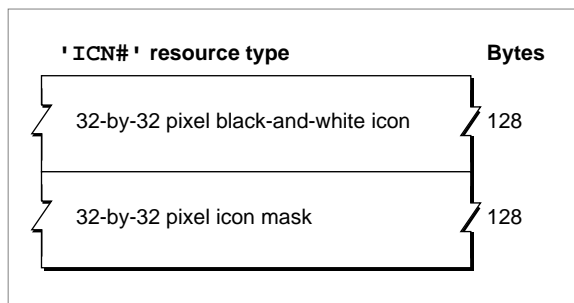 'ICN#' resource type Bytes
32-by-32 pixel black-and-white icon 128
32-by-32 pixel icon mask 128